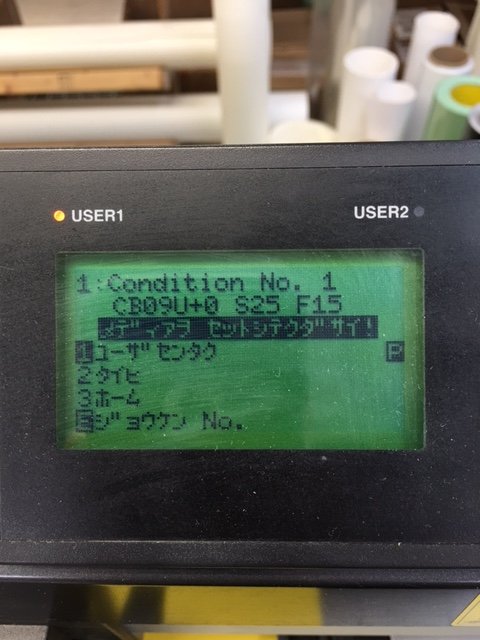 USER1
USER2
1:Condition No. 1
CB09U+0 S25 F15
メディアヲ セットシテクダサイ!
1ユーザセンタク P
2タイヒ
3ホーム
Eジョウケン No.